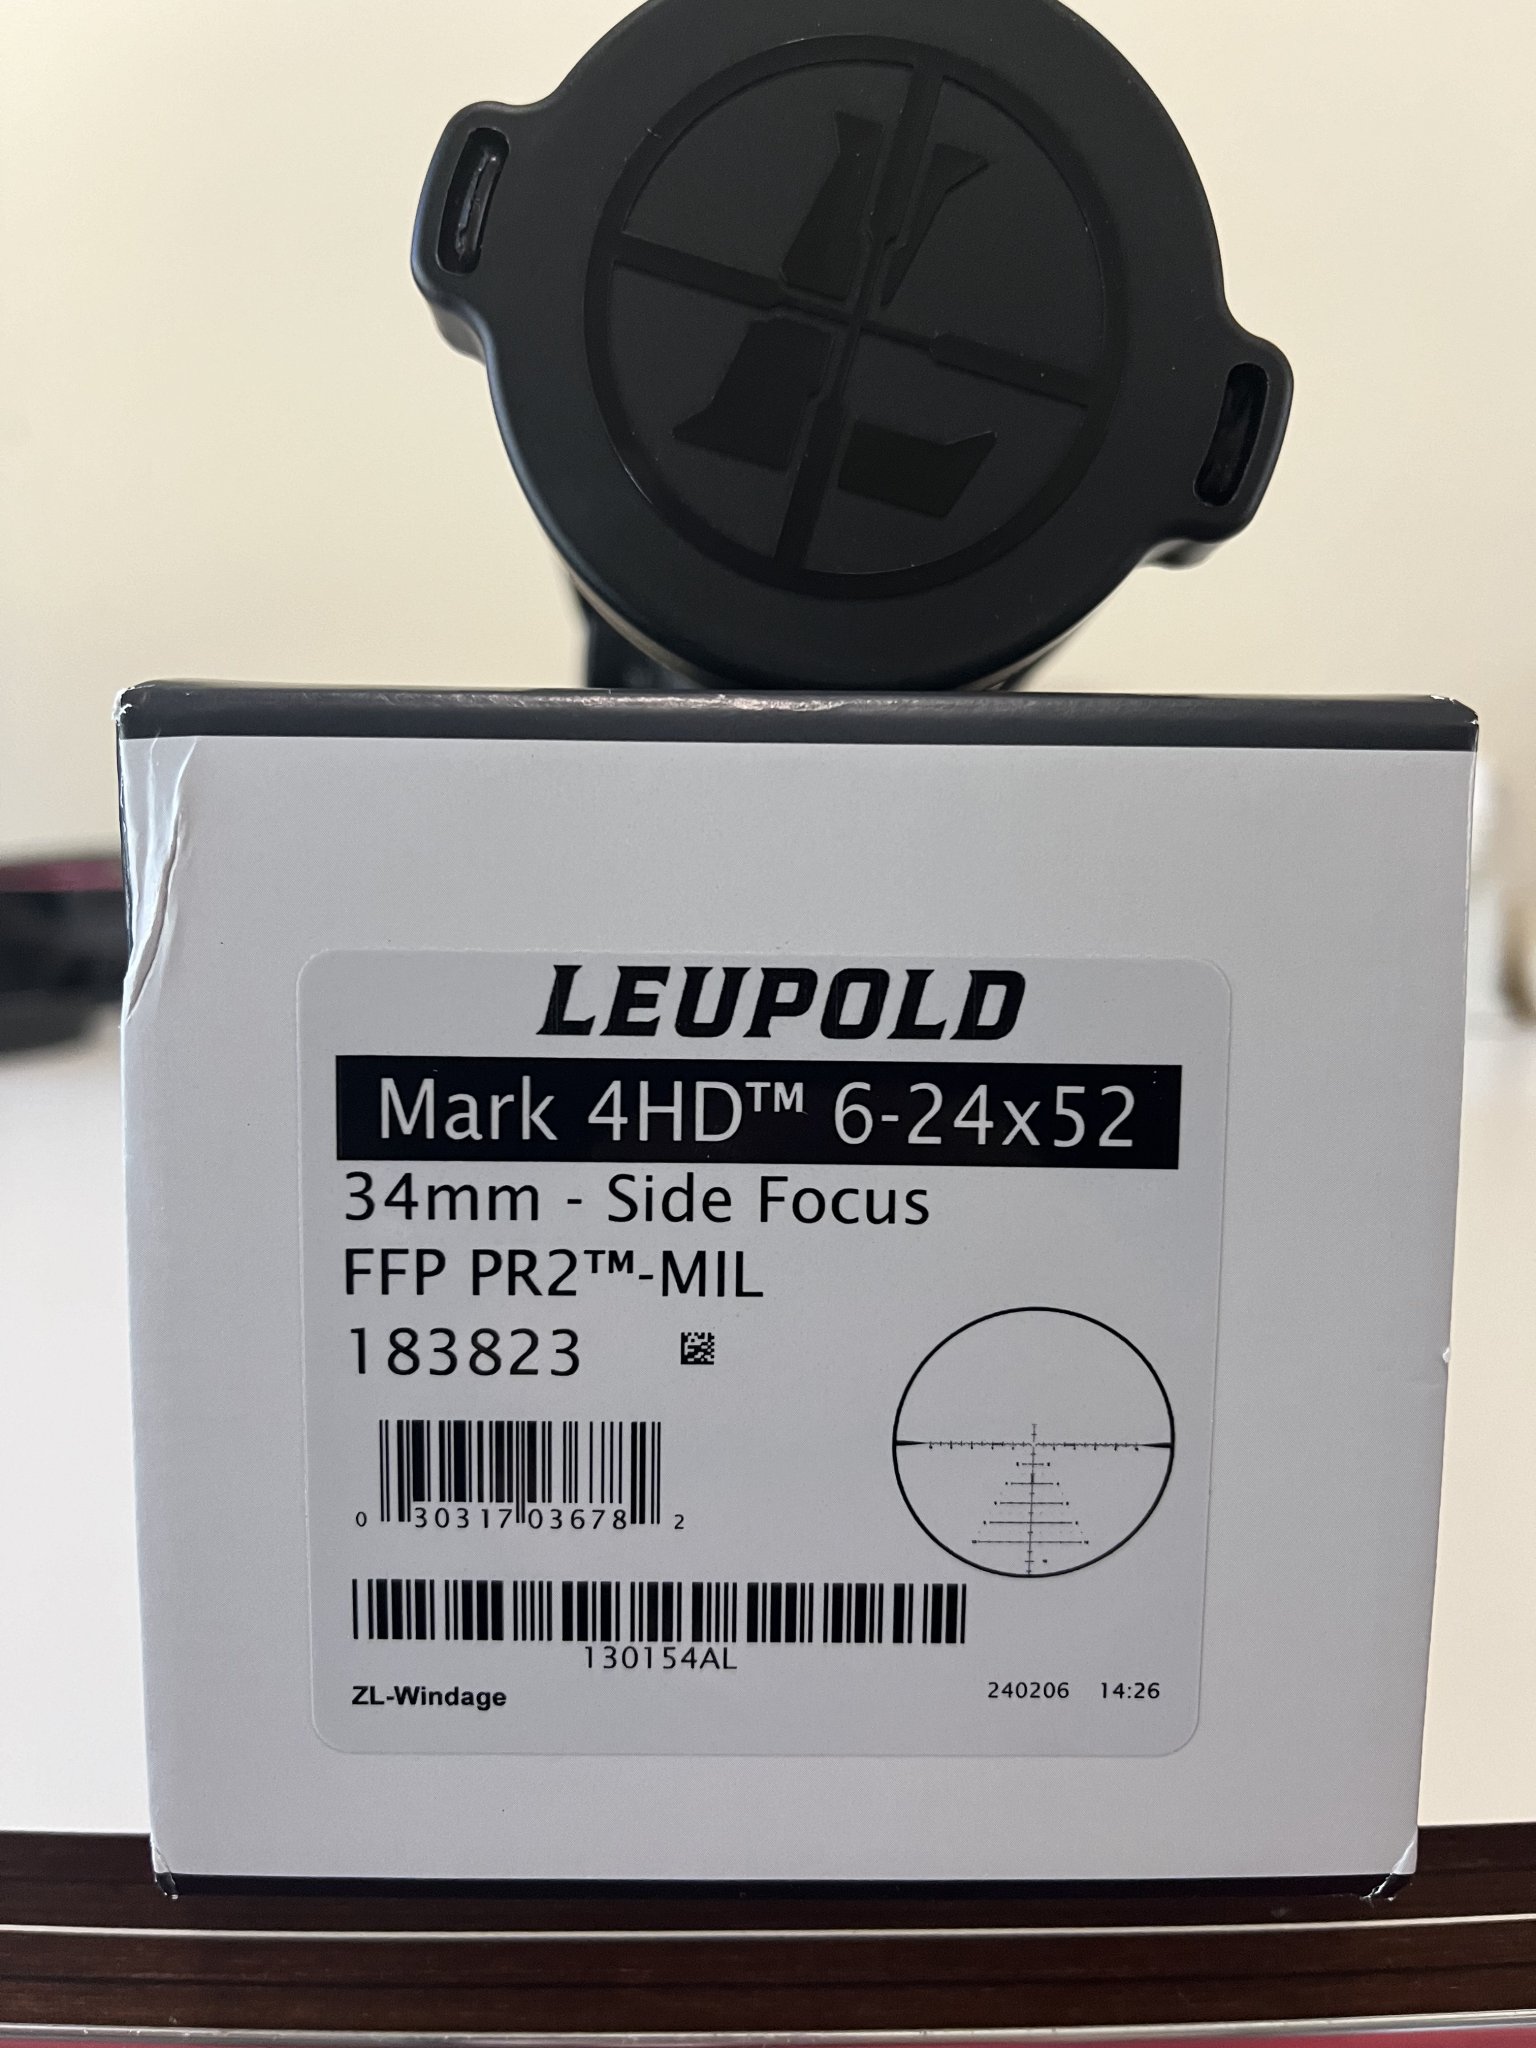 LEUPOLD
Mark 4HD™ 6-24x52
34mm - Side Focus
FFP PR2™-MIL
183823
0 30317 03678 2
130154AL
ZL-Windage
240206 14:26